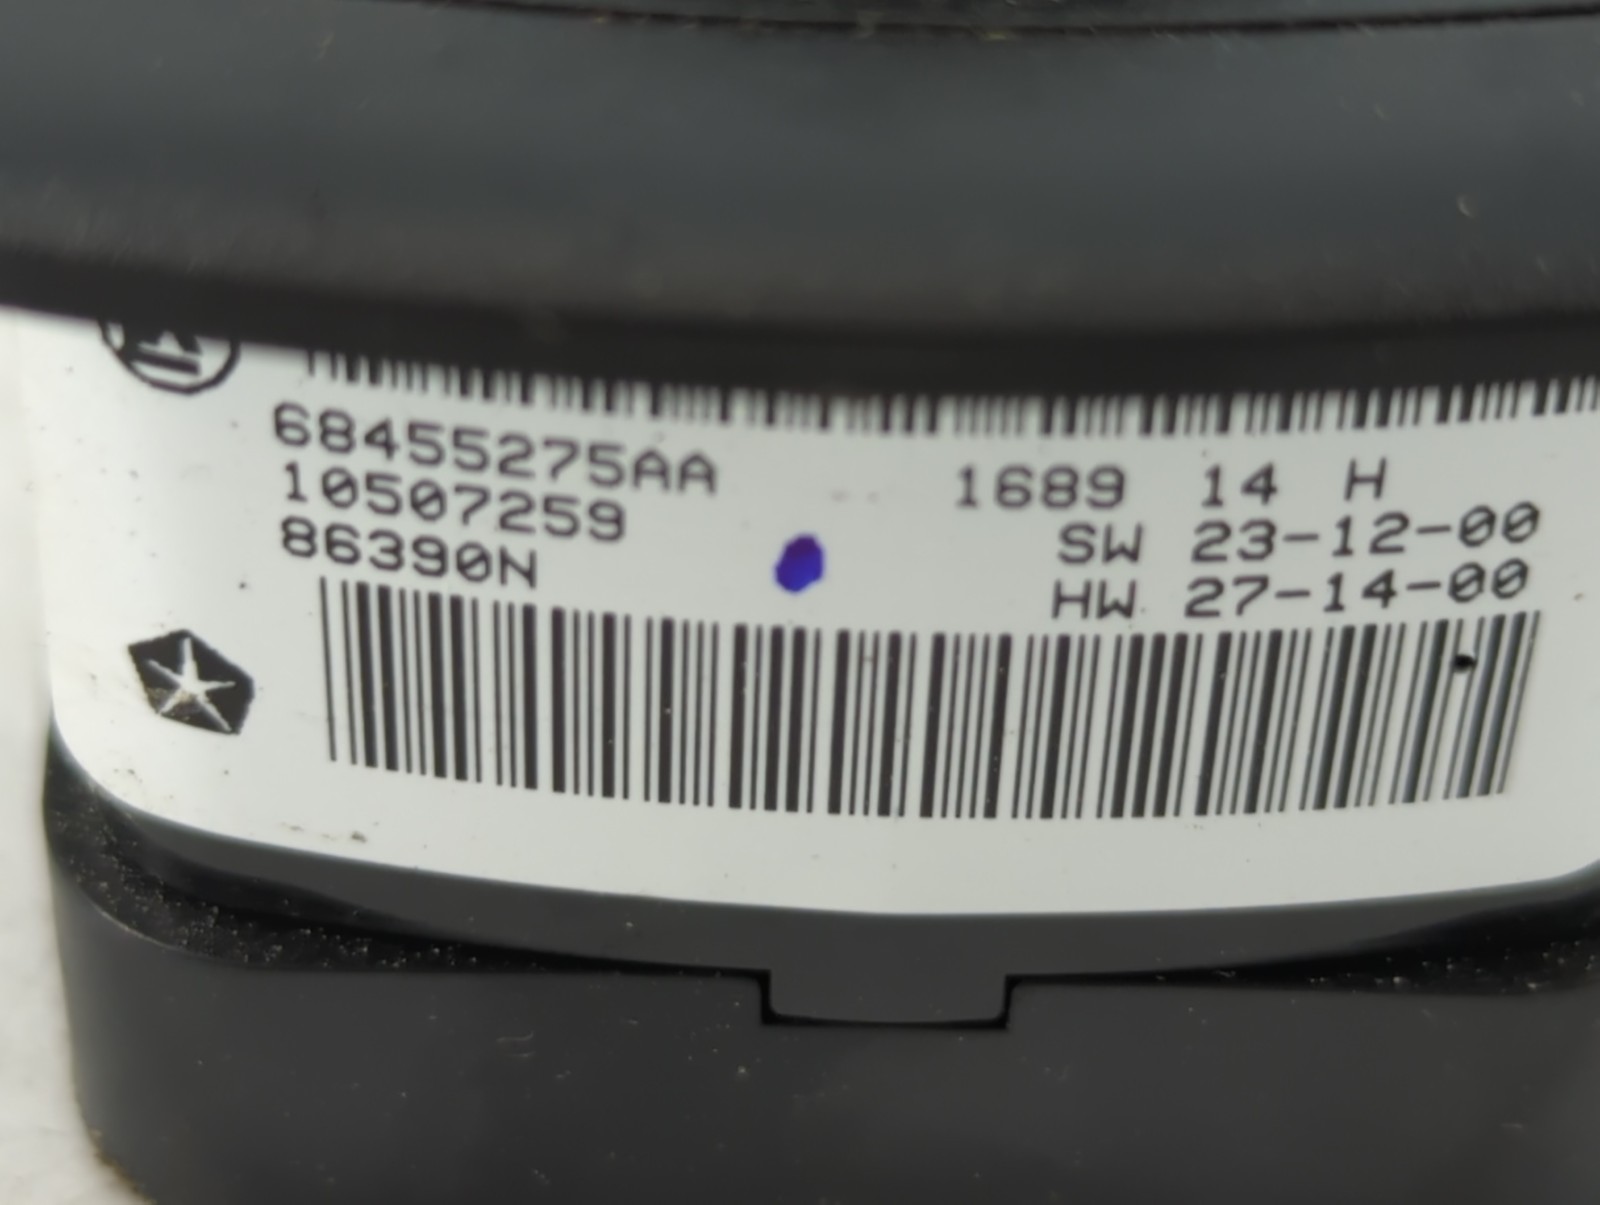 68455275AA
10507259
86390N
1689 14 H
SW 23-12-00
HW 27-14-00